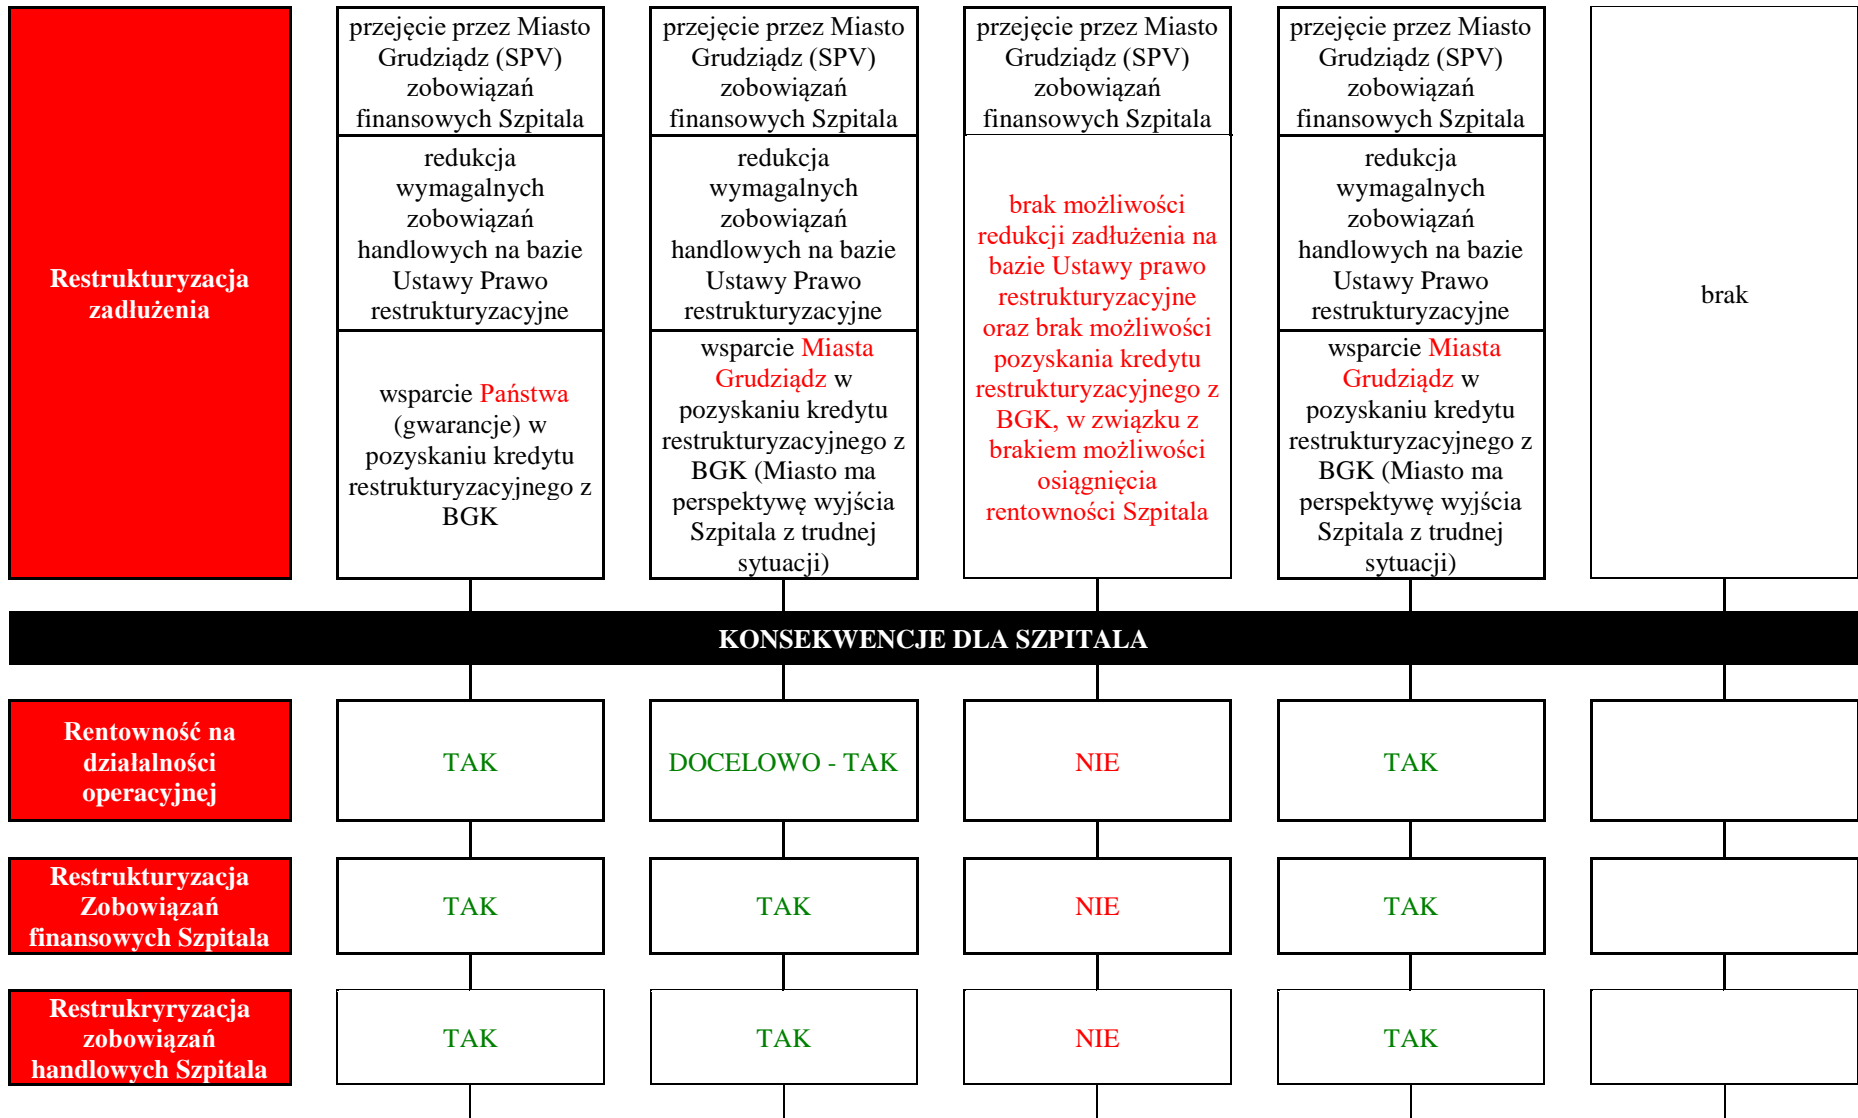 Restrukturyzacja
zadłużenia
przejęcie przez Miasto
Grudziądz (SPV)
zobowiązań
finansowych Szpitala
redukcja
wymagalnych
zobowiązań
handlowych na bazie
Ustawy Prawo
restrukturyzacyjne
wsparcie Państwa
(gwarancje) w
pozyskaniu kredytu
restrukturyzacyjnego z
BGK
przejęcie przez Miasto
Grudziądz (SPV)
zobowiązań
finansowych Szpitala
redukcja
wymagalnych
zobowiązań
handlowych na bazie
Ustawy Prawo
restrukturyzacyjne
wsparcie Miasta
Grudziądz w
pozyskaniu kredytu
restrukturyzacyjnego z
BGK (Miasto ma
perspektywę wyjścia
Szpitala z trudnej
sytuacji)
przejęcie przez Miasto
Grudziądz (SPV)
zobowiązań
finansowych Szpitala
brak możliwości
redukcji zadłużenia na
bazie Ustawy prawo
restrukturyzacyjne
oraz brak możliwości
pozyskania kredytu
restrukturyzacyjnego z
BGK, w związku z
brakiem możliwości
osiągnięcia
rentowności Szpitala
przejęcie przez Miasto
Grudziądz (SPV)
zobowiązań
finansowych Szpitala
redukcja
wymagalnych
zobowiązań
handlowych na bazie
Ustawy Prawo
restrukturyzacyjne
wsparcie Miasta
Grudziądz w
pozyskaniu kredytu
restrukturyzacyjnego z
BGK (Miasto ma
perspektywę wyjścia
Szpitala z trudnej
sytuacji)
brak
KONSEKWENCJE DLA SZPITALA
Rentowność na
działalności
operacyjnej
TAK
DOCELOWO - TAK
NIE
TAK
Restrukturyzacja
Zobowiązań
finansowych Szpitala
TAK
TAK
NIE
TAK
Restrukryryzacja
zobowiązań
handlowych Szpitala
TAK
TAK
NIE
TAK